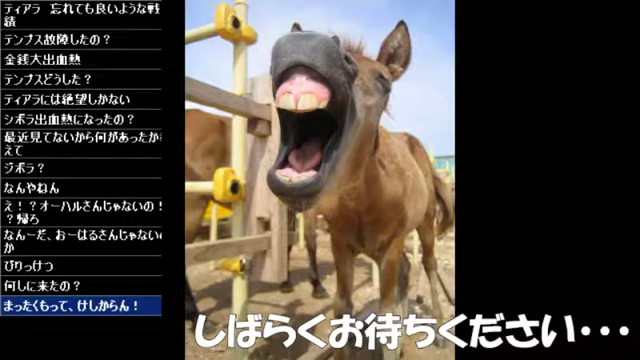 ティアラ 忘れても良いような戦
績
テンプス故障したの？
金銭大出血熱
テンプスどうした？
ティアラには絶望しかない
シボラ出血熱になったの？
最近見てないから何があったか
えて
ジボラ？
なんやねん
え！？オーハルさんじゃないの！
？帰ろ
なんーだ、おーはるさんじゃない
か
びりっけつ
何しに来たの？
まったくもって、けしからん！
しばらくお待ちください・・・